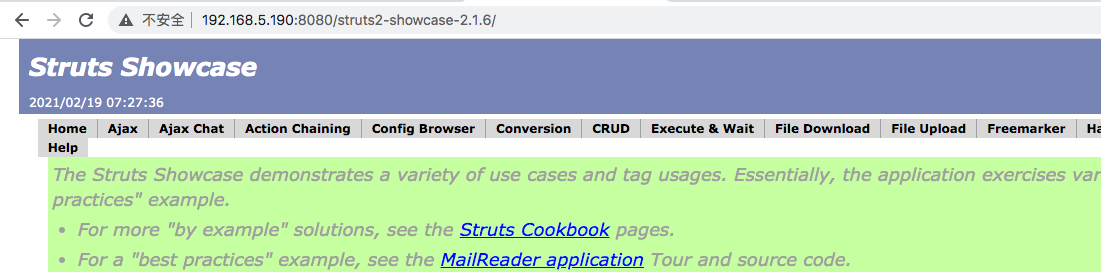 不安全 192.168.5.190:8080/struts2-showcase-2.1.6/
Struts Showcase
2021/02/19 07:27:36
Home Ajax Ajax Chat Action Chaining Config Browser Conversion CRUD Execute & Wait File Download File Upload Freemarker Ha
Help
The Struts Showcase demonstrates a variety of use cases and tag usages. Essentially, the application exercises var
practices" example.
• For more "by example" solutions, see the Struts Cookbook pages.
• For a "best practices" example, see the MailReader application Tour and source code.